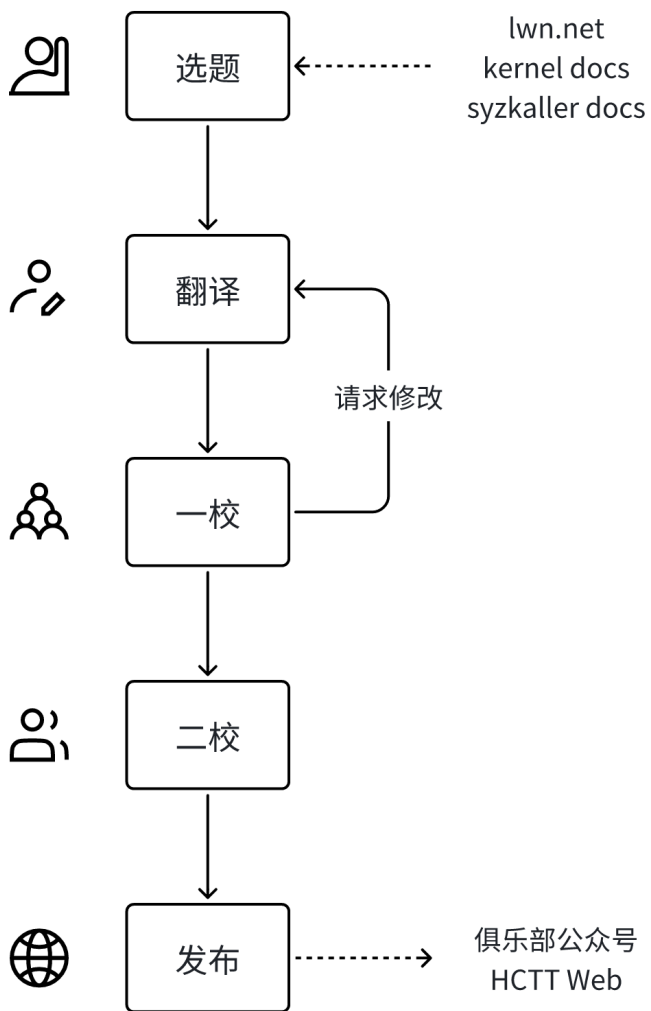 选题
lwn.net
kernel docs
syzkaller docs
翻译
请求修改
一校
二校
发布
俱乐部公众号
HCTT Web